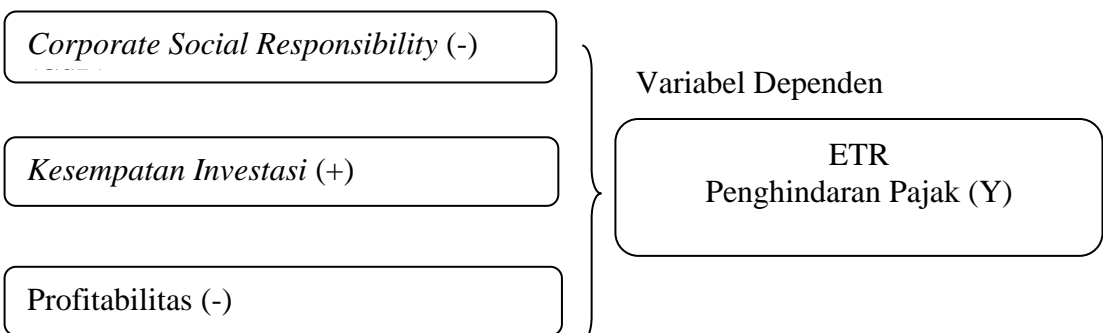 Corporate Social Responsibility (-)
Variabel Dependen
Kesempatan Investasi (+)
ETR
Penghindaran Pajak (Y)
Profitabilitas (-)